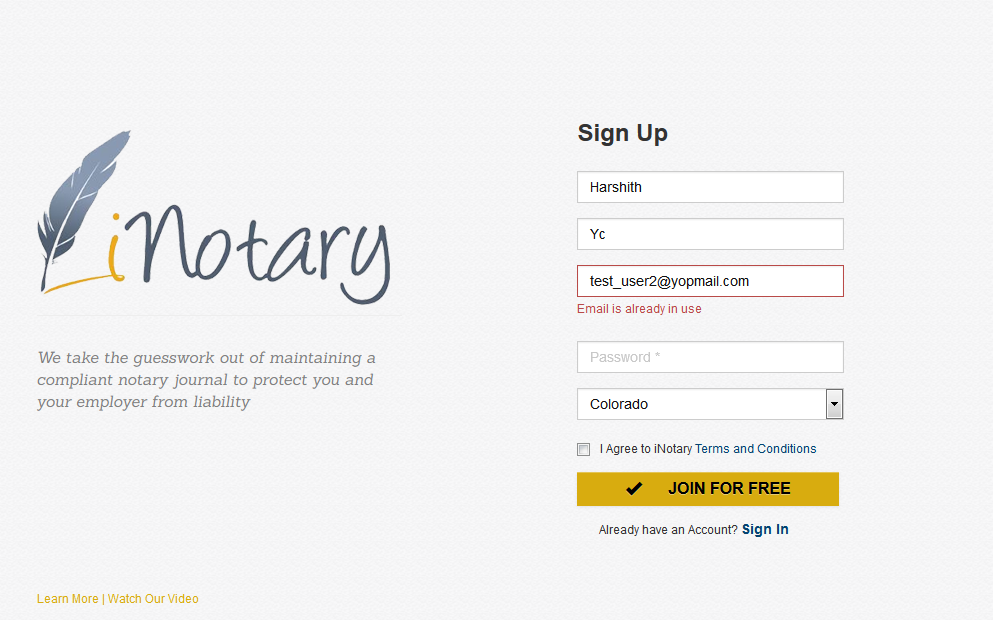 iNotary
We take the guesswork out of maintaining a
compliant notary journal to protect you and
your employer from liability
Learn More | Watch Our Video
Sign Up
Harshith
Yc
test_user2@yopmail.com
Email is already in use
Password *
Colorado
I Agree to iNotary Terms and Conditions
JOIN FOR FREE
Already have an Account? Sign In